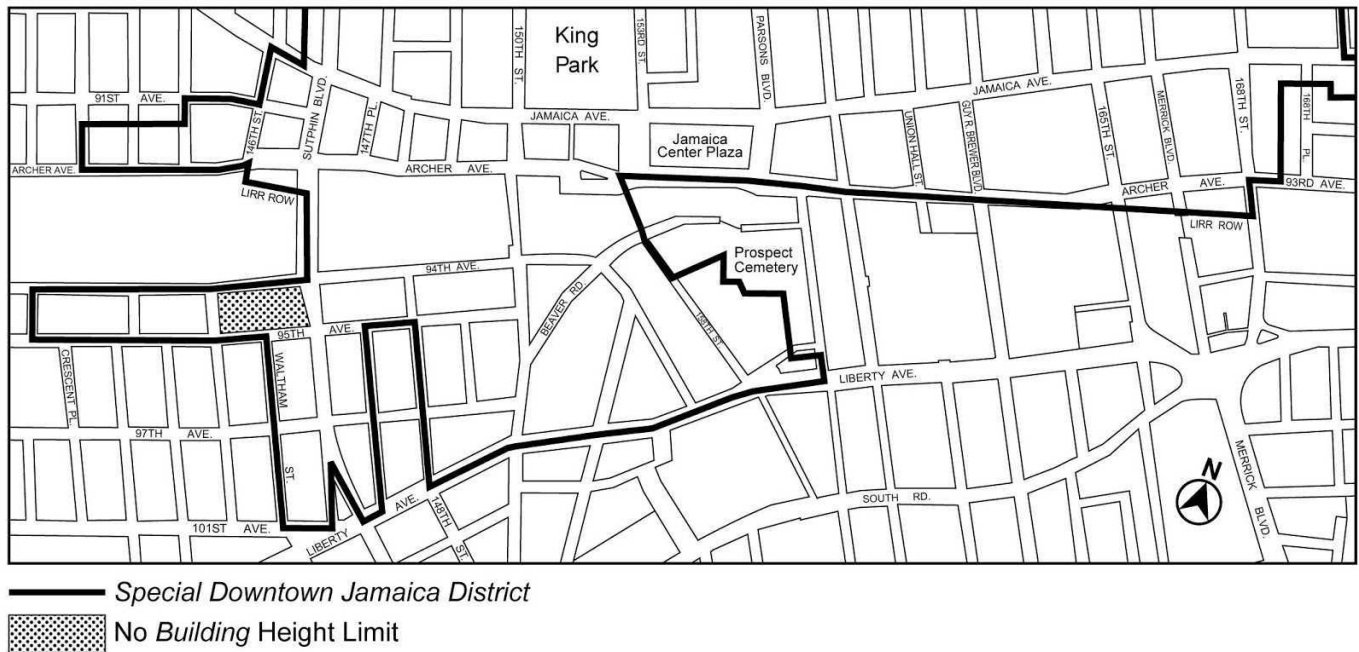 King
Park
150TH ST.
153RD ST.
PARSONS BLVD.
91ST AVE.
146TH ST.
SUTPHIN BLVD.
147TH PL.
JAMAICA AVE.
JAMAICA AVE.
Jamaica
Center Plaza
UNION HALL ST.
GUY R. BREWER BLVD.
165TH ST.
MERRICK BLVD.
168TH ST.
168TH PL.
ARCHER AVE.
ARCHER AVE.
ARCHER AVE.
93RD AVE.
LIRR ROW
LIRR ROW
94TH AVE.
Prospect
Cemetery
BEAVER RD.
158TH ST.
95TH AVE.
CRESCENT PL.
WALTHAM ST.
LIBERTY AVE.
97TH AVE.
101ST AVE.
LIBERTY AVE.
148TH ST.
SOUTH RD.
MERRICK BLVD.
N
Special Downtown Jamaica District
No Building Height Limit